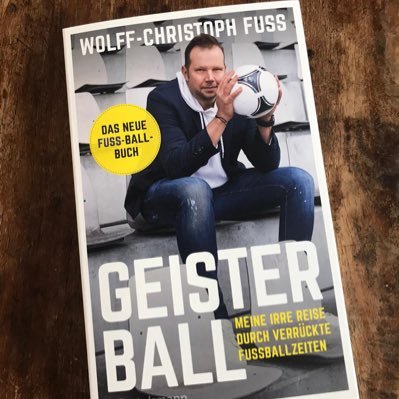 WOLFF-CHRISTOPH FUSS
DAS NEUE
FUSS-BALL-
BUCH
GEISTER
BALL
MEINE IRRE REISE
DURCH VERRÜCKTE
FUSSBALLZEITEN